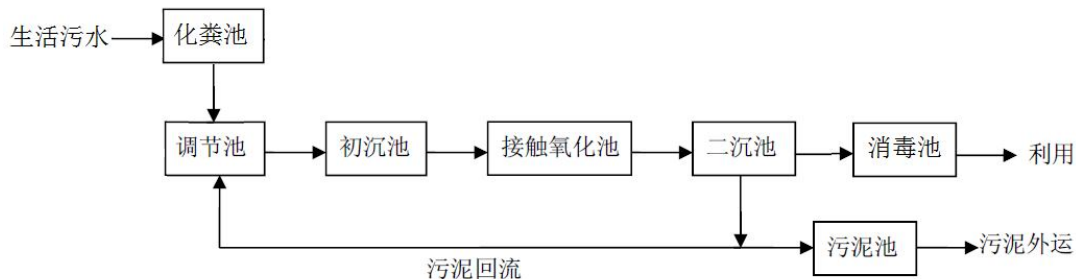 生活污水
化粪池
调节池
初沉池
接触氧化池
二沉池
消毒池
利用
污泥池
污泥外运
污泥回流